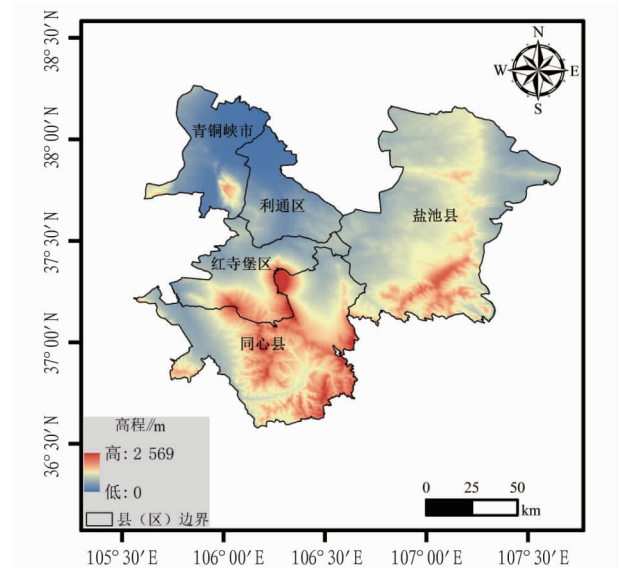 N
W E
S
38°30′N
38°00′N
37°30′N
37°00′N
36°30′N
青铜峡市
利通区
盐池县
红寺堡区
同心县
高程//m
高: 2 569
低: 0
县（区）边界
0 25 50
km
105°30′E 106°00′E 106°30′E 107°00′E 107°30′E